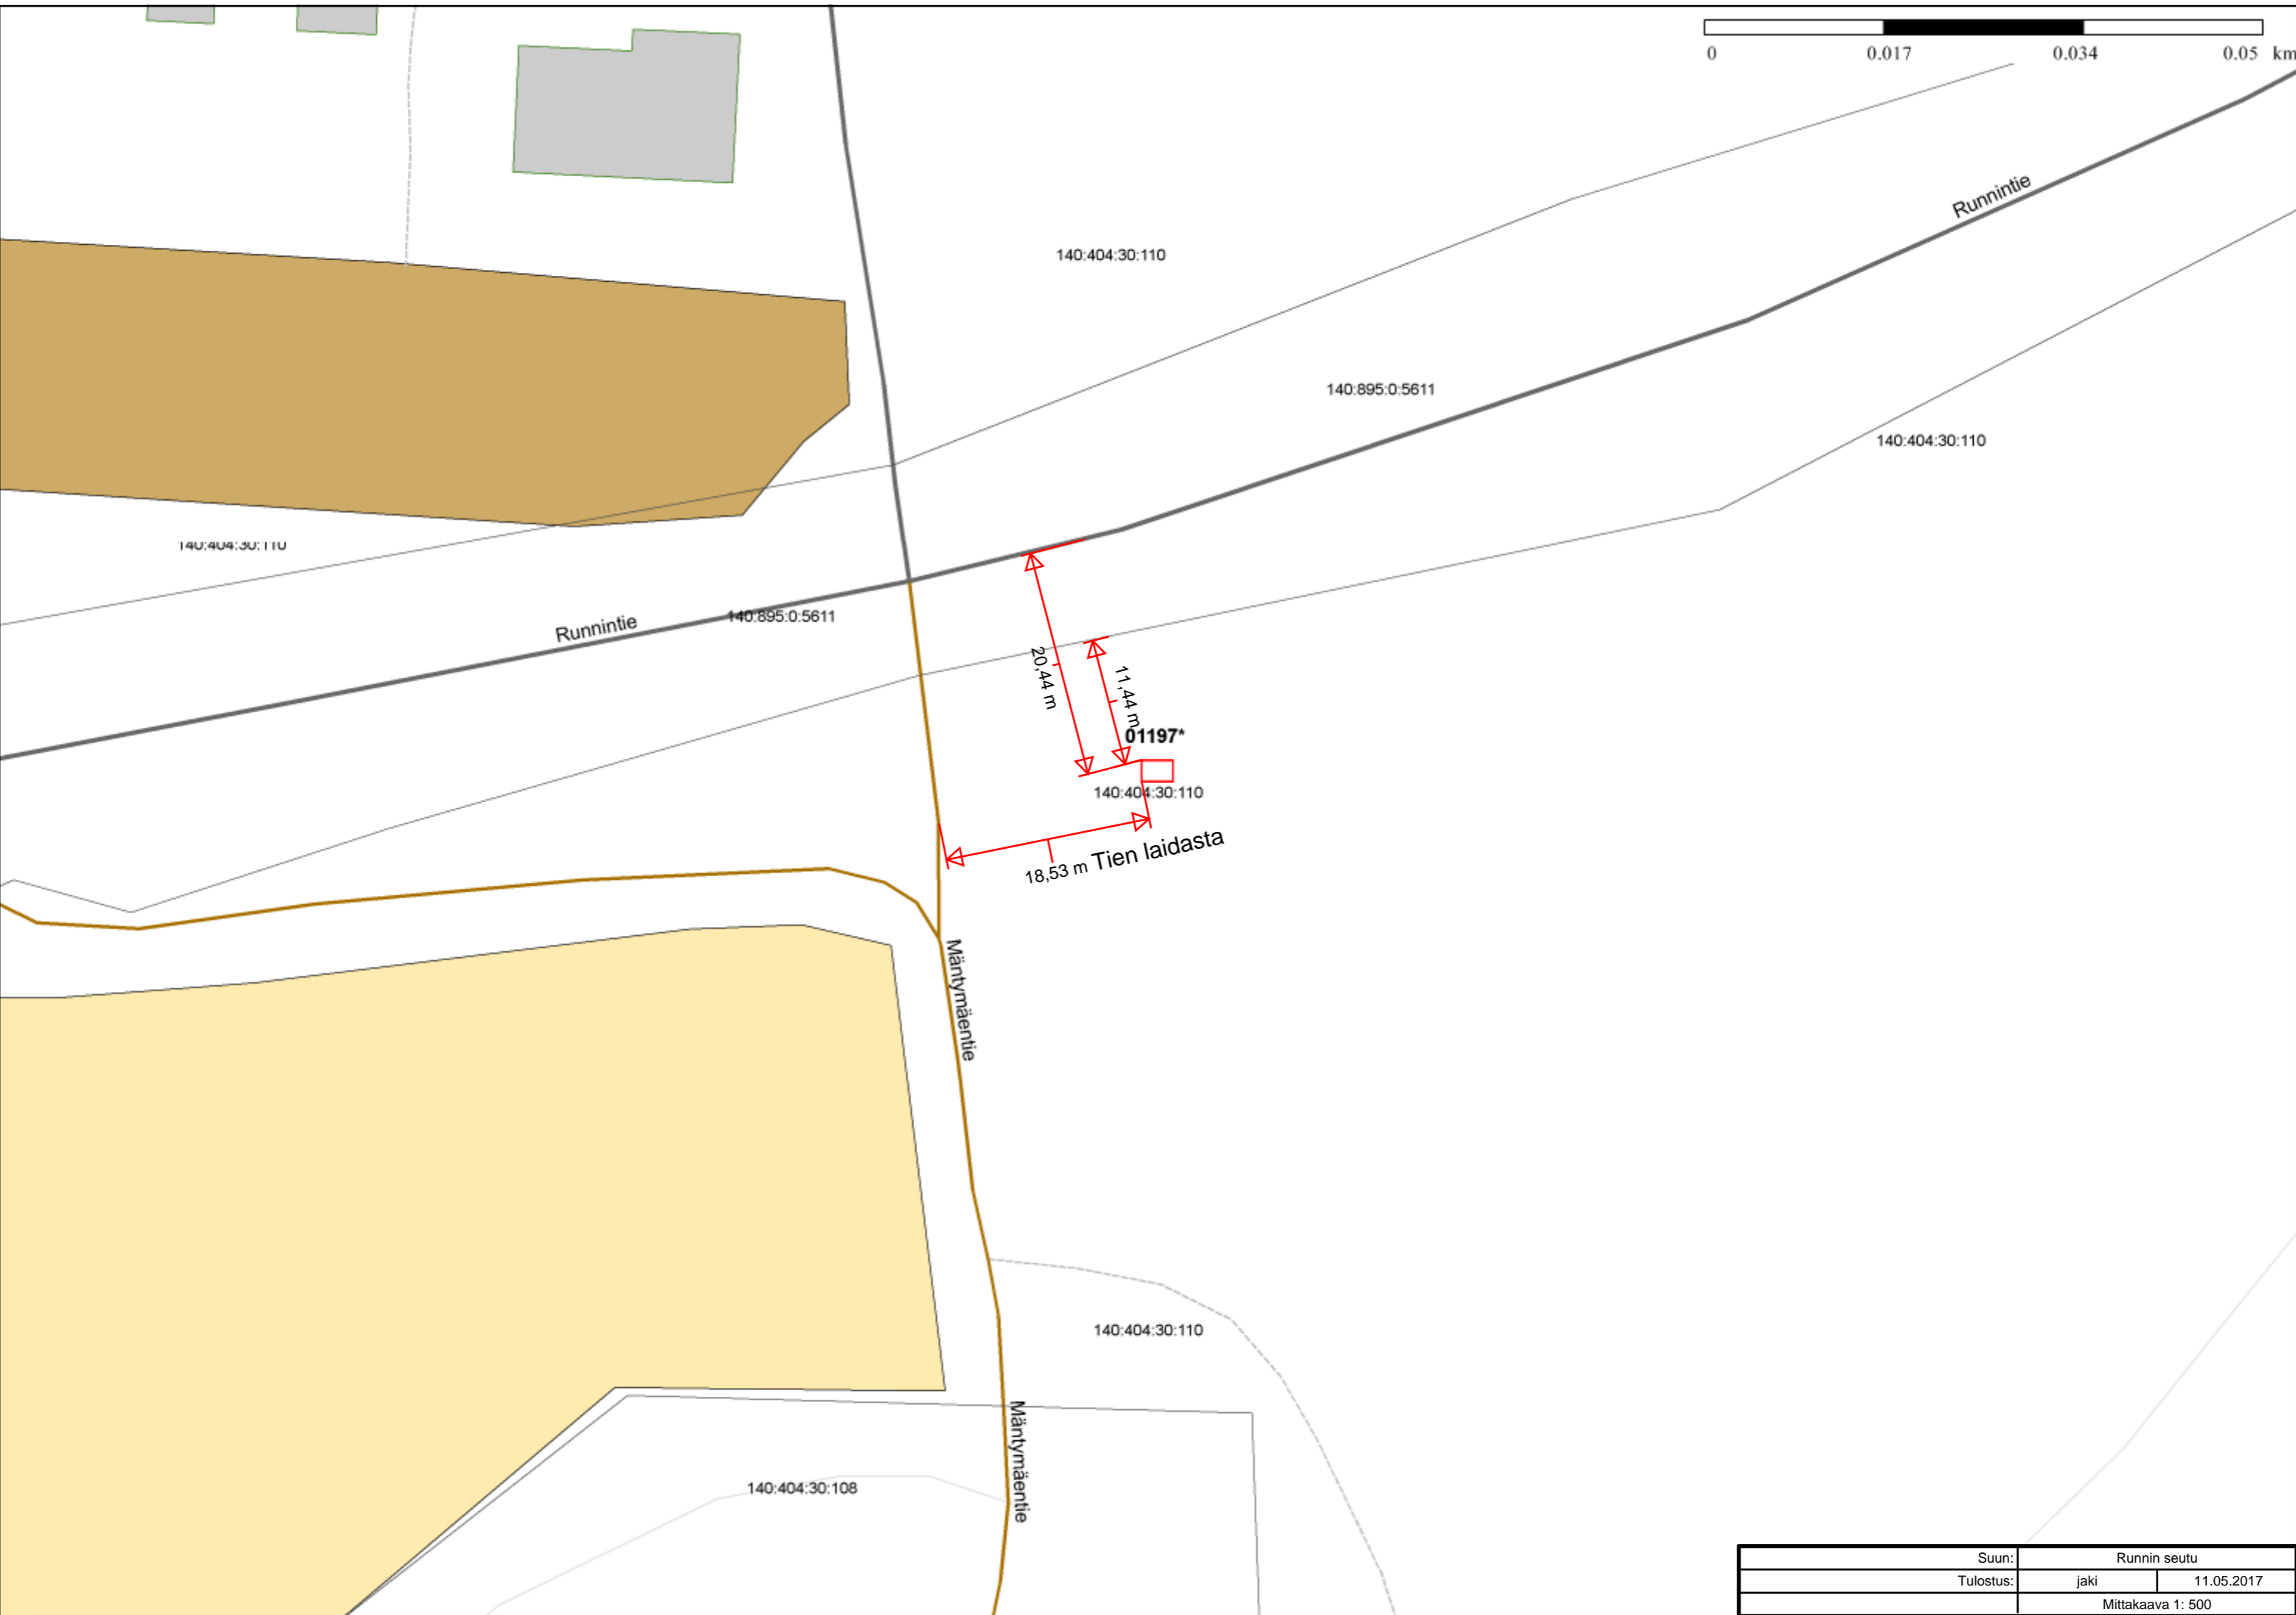 0 0.017 0.034 0.05 km
Runnintie
140:404:30:110
140:895:0:5611
140:404:30:110
140:404:30:110
140:895:0:5611
Runnintie
20,44 m
11,44 m
01197*
140:404:30:110
18,53 m Tien laidasta
Mäntymäentie
140:404:30:110
Mäntymäentie
140:404:30:108
Suun: Runnin seutu
Tulostus: jaki 11.05.2017
Mittakaava 1: 500